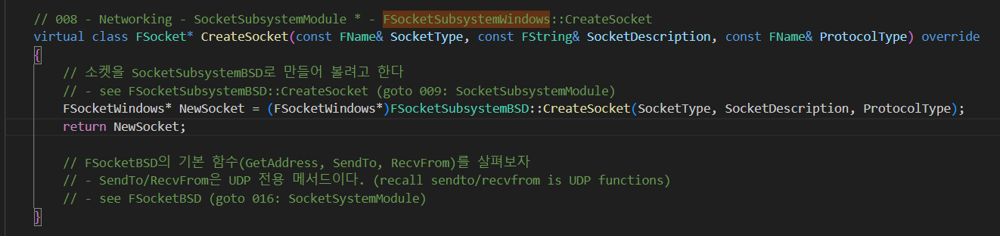 // 008 - Networking - SocketSubsystemModule * - FSocketSubsystemWindows::CreateSocket
virtual class FSocket* CreateSocket(const FName& SocketType, const FString& SocketDescription, const FName& ProtocolType) override
{
// 소켓을 SocketSubsystemBSD로 만들어 볼려고 한다
// - see FSocketSubsystemBSD::CreateSocket (goto 009: SocketSubsystemModule)
FSocketWindows* NewSocket = (FSocketWindows*)FSocketSubsystemBSD::CreateSocket(SocketType, SocketDescription, ProtocolType);
return NewSocket;
// FSocketBSD의 기본 함수(GetAddress, SendTo, RecvFrom)를 살펴보자
// - SendTo/RecvFrom은 UDP 전용 메서드이다. (recall sendto/recvfrom is UDP functions)
// - see FSocketBSD (goto 016: SocketSystemModule)
}